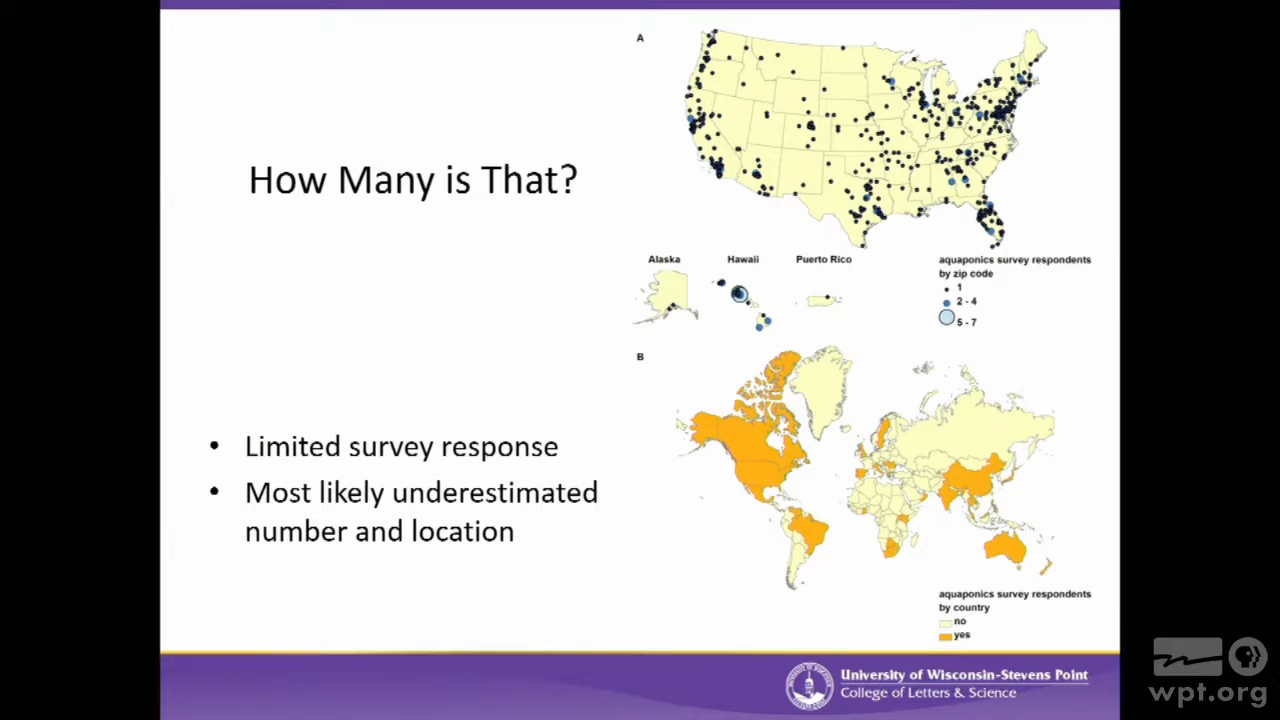 How Many is That?
• Limited survey response
• Most likely underestimated
number and location
A
Alaska
Hawaii
Puerto Rico
aquaponics survey respondents
by zip code
1
2 - 4
5 - 7
B
aquaponics survey respondents
by country
no
yes
University of Wisconsin-Stevens Point
College of Letters & Science
wpt.org